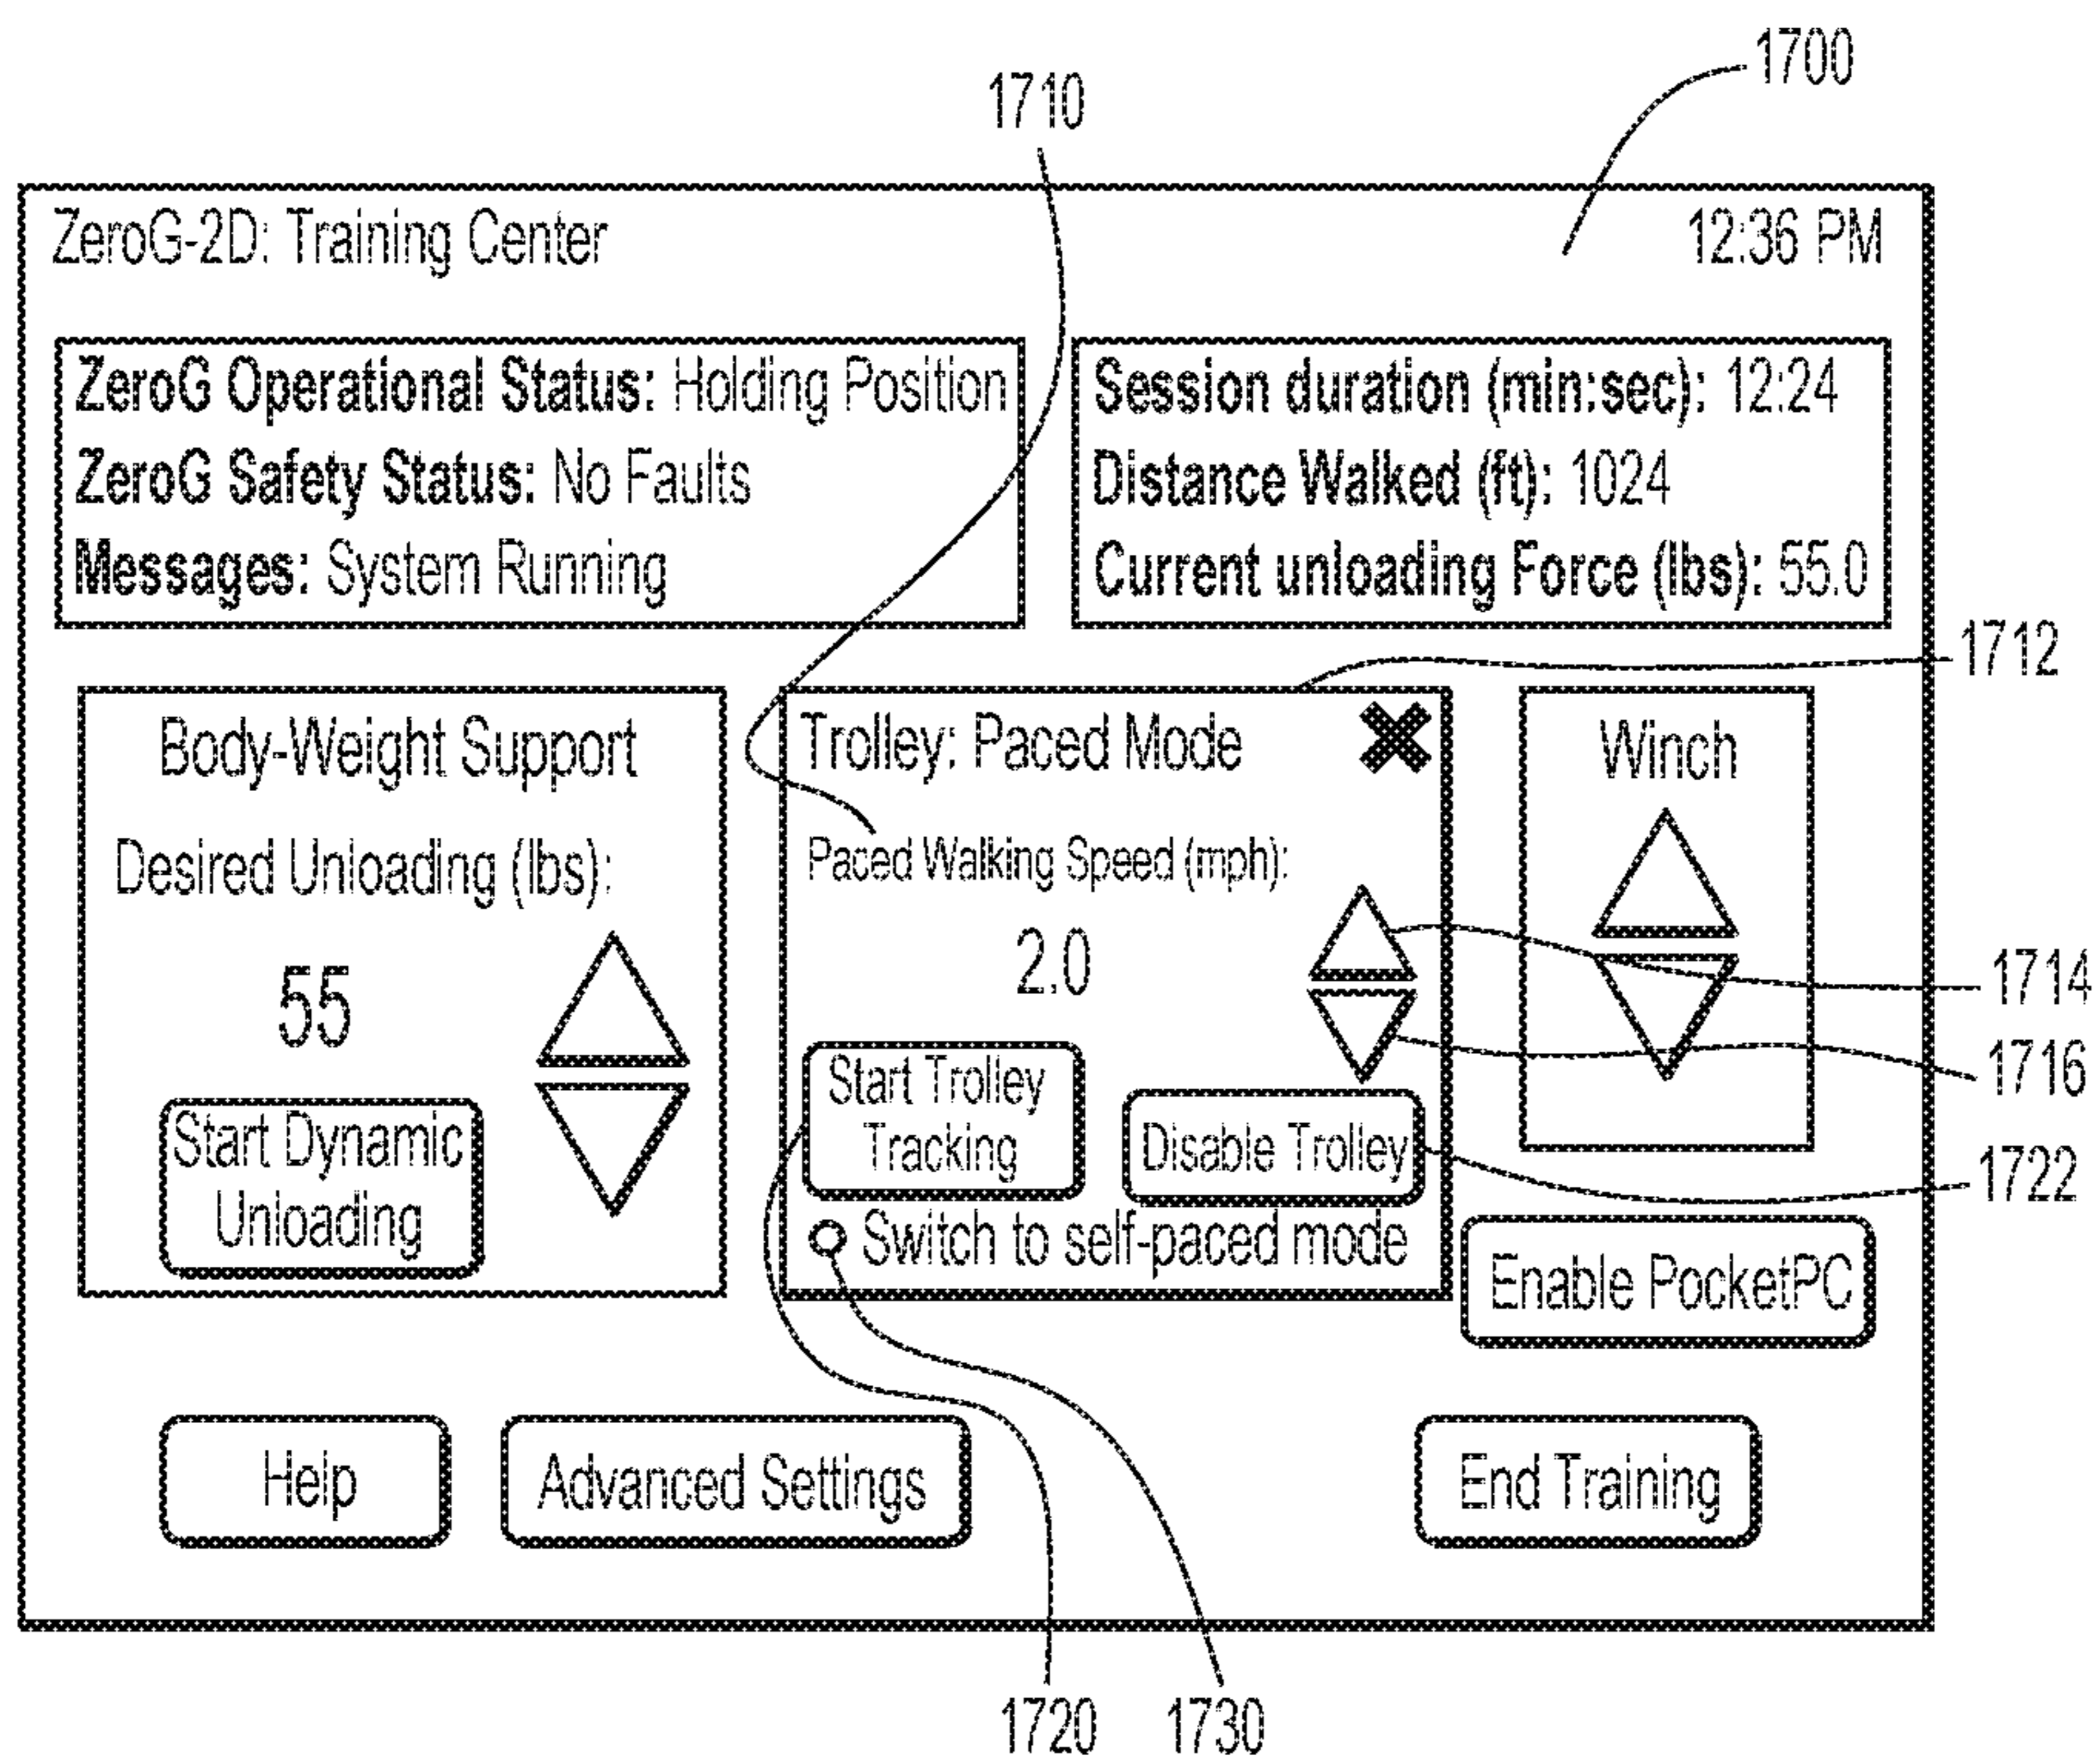 1700
1710
ZeroG-2D: Training Center
12:36 PM
ZeroG Operational Status: Holding Position
ZeroG Safety Status: No Faults
Messages: System Running
Session duration (min:sec): 12:24
Distance Walked (ft): 1024
Current unloading Force (lbs): 55.0
1712
Body-Weight Support
Desired Unloading (lbs):
55
Start Dynamic
Unloading
Trolley: Paced Mode
Paced Walking Speed (mph):
2.0
Start Trolley
Tracking
Disable Trolley
Switch to self-paced mode
Winch
1714
1716
1722
Enable PocketPC
Help
Advanced Settings
End Training
1720
1730